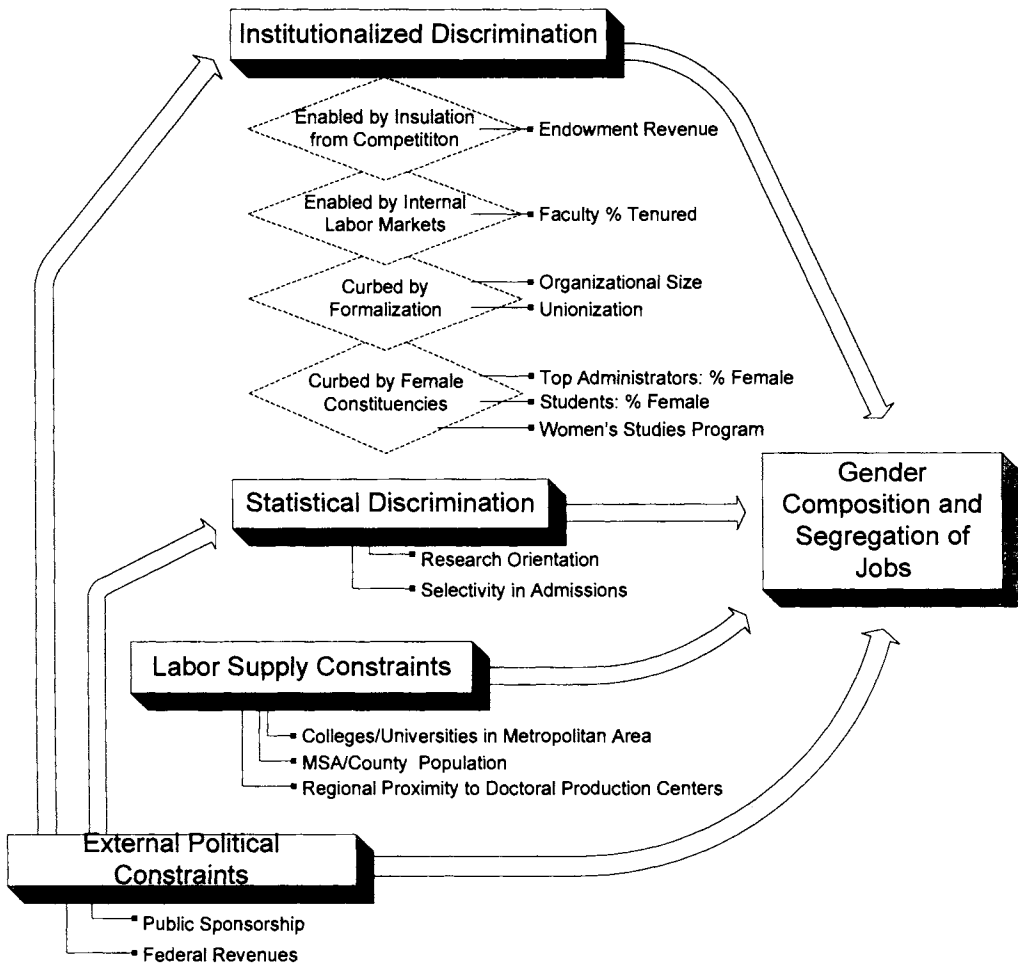 Institutionalized Discrimination
Enabled by Insulation
from Competititon
Endowment Revenue
Enabled by Internal
Labor Markets
Faculty % Tenured
Curbed by
Formalization
Organizational Size
Unionization
Curbed by Female
Constituencies
Top Administrators: % Female
Students: % Female
Women's Studies Program
Gender
Composition and
Segregation of
Jobs
Statistical Discrimination
Research Orientation
Selectivity in Admissions
Labor Supply Constraints
Colleges/Universities in Metropolitan Area
MSA/County Population
Regional Proximity to Doctoral Production Centers
External Political
Constraints
Public Sponsorship
Federal Revenues